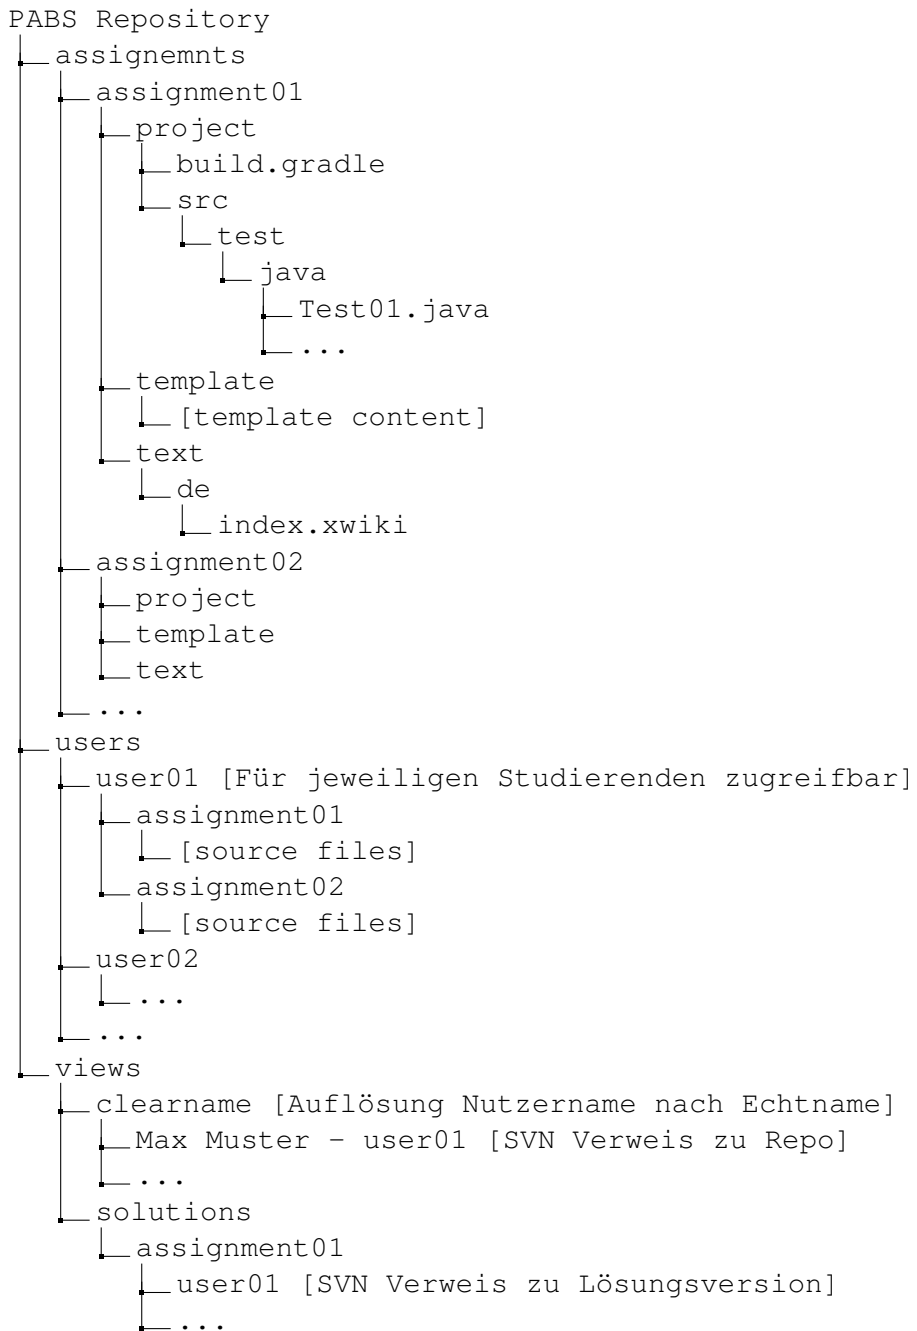 PABS Repository
assignemnts
assignment01
project
build.gradle
src
test
java
Test01.java
...
template
[template content]
text
de
index.xwiki
assignment02
project
template
text
...
users
user01 [Für jeweiligen Studierenden zugreifbar]
assignment01
[source files]
assignment02
[source files]
user02
...
...
views
clearname [Auflösung Nutzername nach Echtname]
Max Muster - user01 [SVN Verweis zu Repo]
...
solutions
assignment01
user01 [SVN Verweis zu Lösungsversion]
...